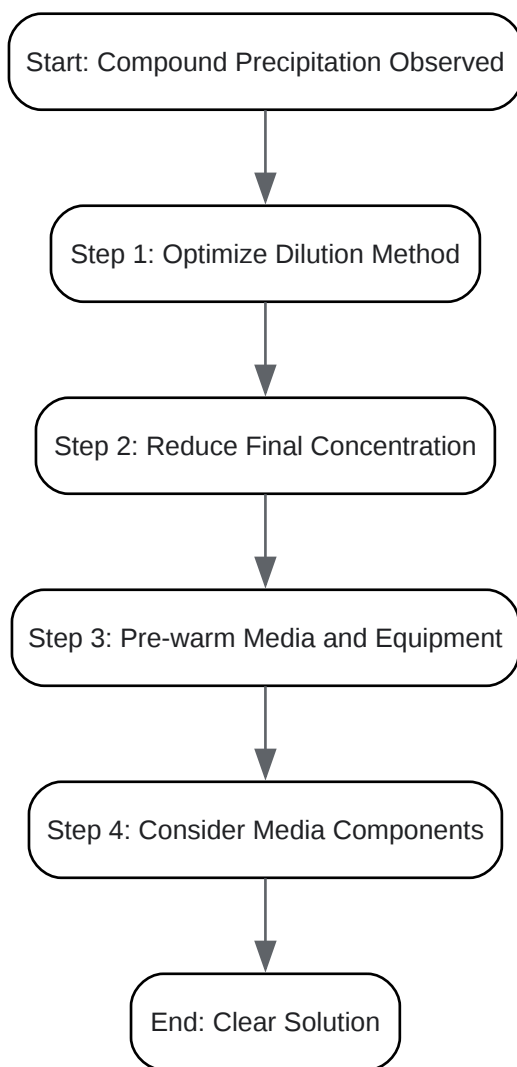 Start: Compound Precipitation Observed
Step 1: Optimize Dilution Method
Step 2: Reduce Final Concentration
Step 3: Pre-warm Media and Equipment
Step 4: Consider Media Components
End: Clear Solution